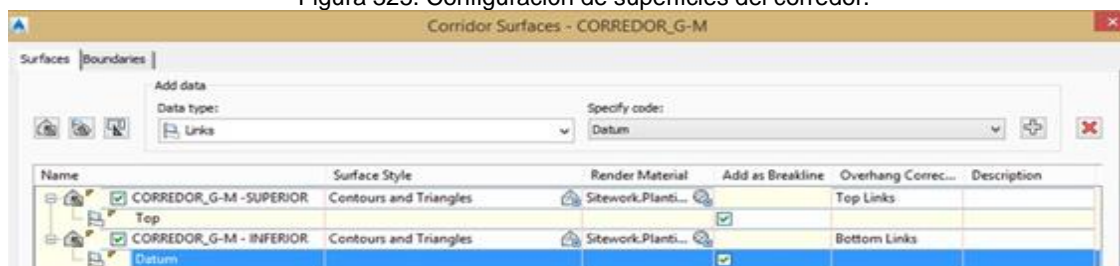 Figura 325. Configuración de superficies del corredor.
Corridor Surfaces - CORREDOR_G-M
Surfaces Boundaries
Add data
Data type: Specify code:
Links Datum
Name Surface Style Render Material Add as Breakline Overhang Correc... Description
CORREDOR_G-M -SUPERIOR Contours and Triangles Sitework.Planti... Top Links
Top
CORREDOR_G-M - INFERIOR Contours and Triangles Sitework.Planti... Bottom Links
Datum